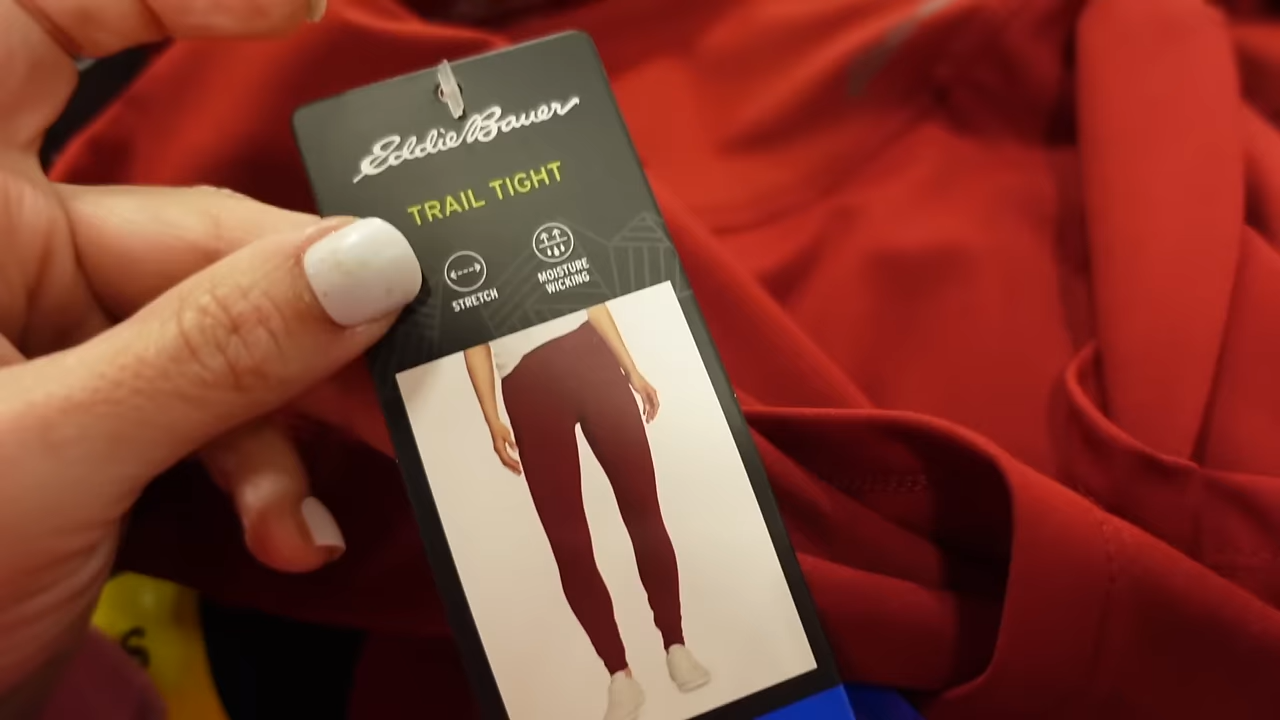 Eddie Bauer
TRAIL TIGHT
STRETCH
MOISTURE
WICKING
S